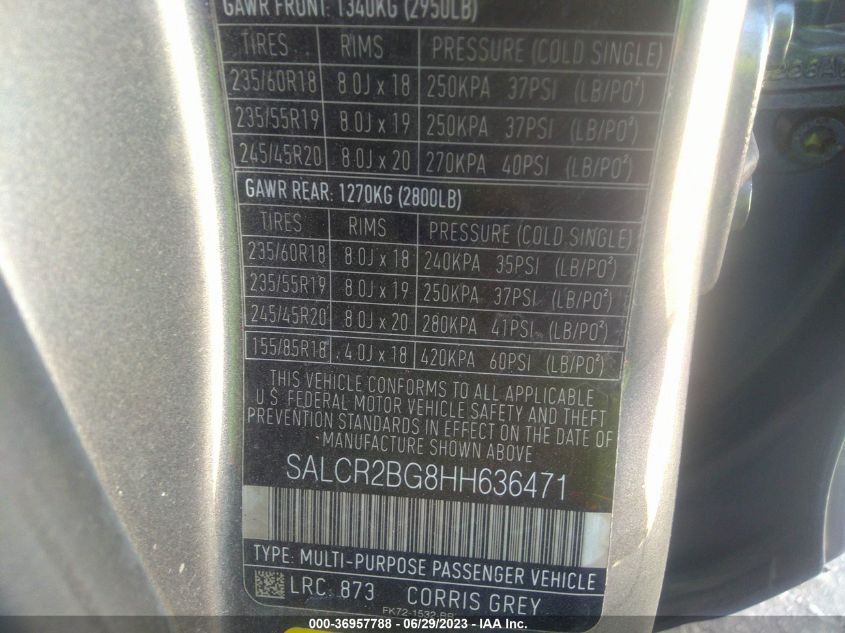 GAWR FRONT: 1340KG (2950LB)
TIRES RIMS PRESSURE (COLD SINGLE)
235/60R18 8.0J x 18 250KPA 37PSI (LB/PO²)
235/55R19 8.0J x 19 250KPA 37PSI (LB/PO²)
245/45R20 8.0J x 20 270KPA 40PSI (LB/PO²)
GAWR REAR: 1270KG (2800LB)
TIRES RIMS PRESSURE (COLD SINGLE)
235/60R18 8.0J x 18 240KPA 35PSI (LB/PO²)
235/55R19 8.0J x 19 250KPA 37PSI (LB/PO²)
245/45R20 8.0J x 20 280KPA 41PSI (LB/PO²)
155/85R18 4.0J x 18 420KPA 60PSI (LB/PO²)
THIS VEHICLE CONFORMS TO ALL APPLICABLE
U.S. FEDERAL MOTOR VEHICLE SAFETY AND THEFT
PREVENTION STANDARDS IN EFFECT ON THE DATE OF
MANUFACTURE SHOWN ABOVE
SALCR2BG8HH636471
TYPE: MULTI-PURPOSE PASSENGER VEHICLE
LRC: 873 CORRIS GREY
000-36957788 - 06/29/2023 - IAA Inc.